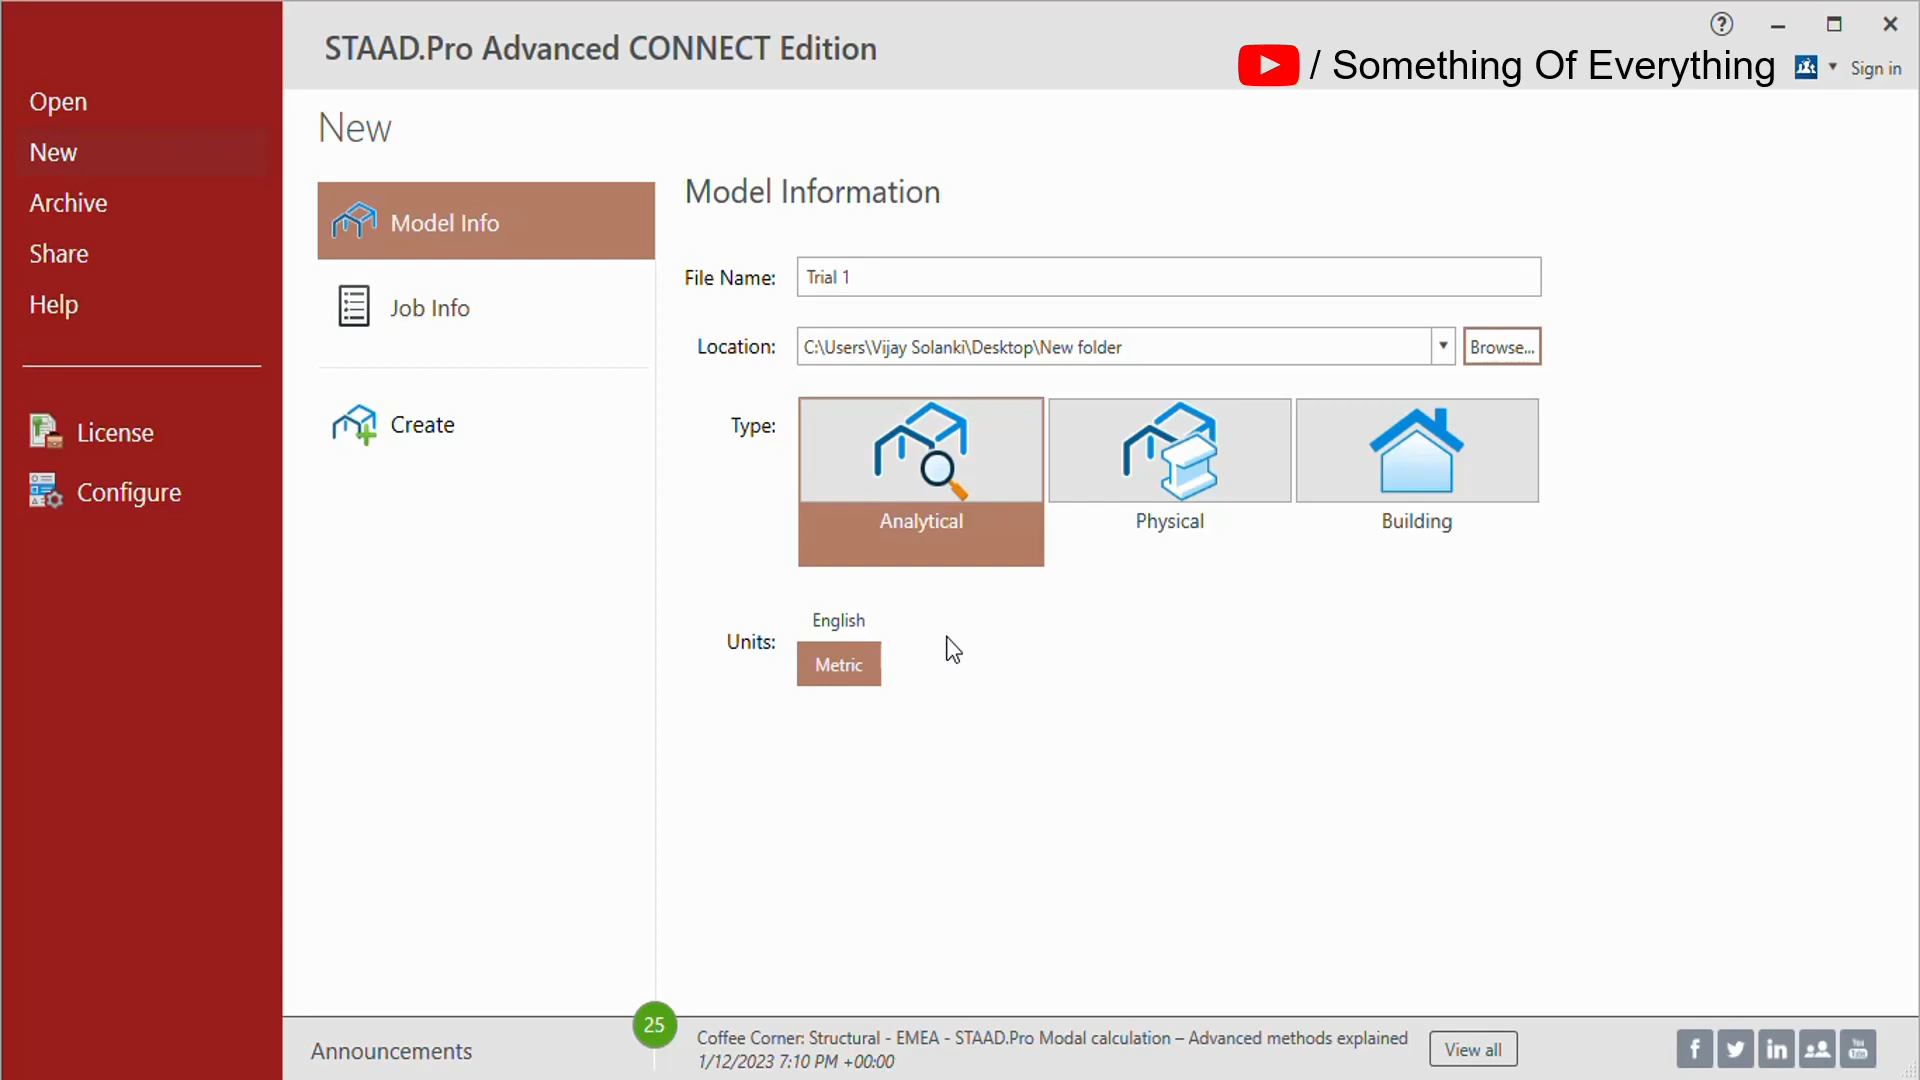 STAAD.Pro Advanced CONNECT Edition
/ Something Of Everything
Sign in
Open
New
Archive
Share
Help
License
Configure
New
Model Info
Job Info
Create
Model Information
File Name: Trial 1
Location: C:\Users\Vijay Solanki\Desktop\New folder Browse...
Type:
Analytical Physical Building
Units:
English
Metric
Announcements
25
Coffee Corner: Structural - EMEA - STAAD.Pro Modal calculation – Advanced methods explained
1/12/2023 7:10 PM +00:00
View all
You Tube